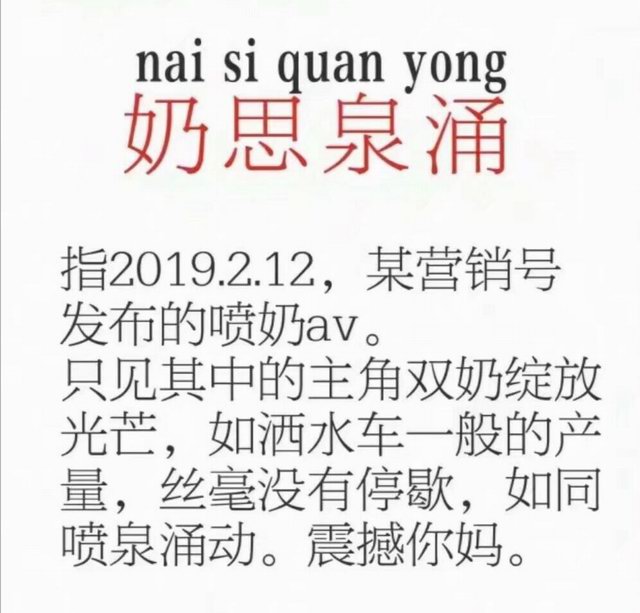 nai si quan yong
奶思泉涌
指2019.2.12，某营销号
发布的喷奶av。
只见其中的主角双奶绽放
光芒，如洒水车一般的产
量，丝毫没有停歇，如同
喷泉涌动。震撼你妈。